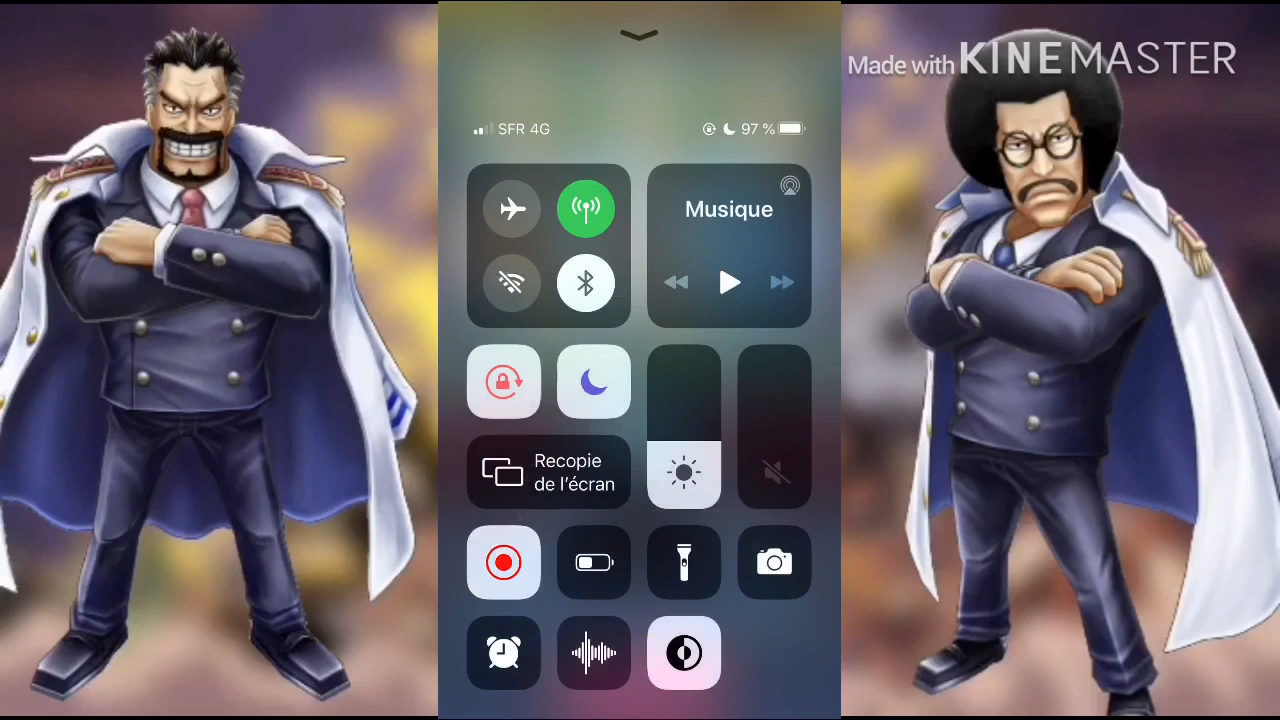 Made with KINEMASTER
SFR 4G
97 %
Musique
Recopie
de l'écran